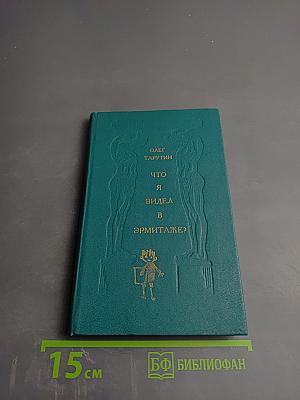 ОЛЕГ
ТАРУТИН
ЧТО
Я
ВИДЕЛ
В
ЭРМИТАЖЕ?
15 см
БФ БИБЛИОФАН